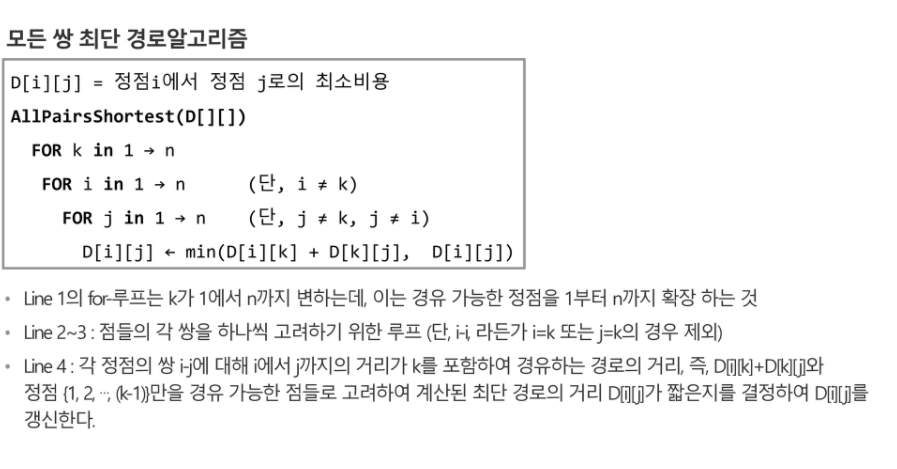 모든 쌍 최단 경로알고리즘
D[i][j] = 정점i에서 정점 j로의 최소비용
AllPairsShortest(D[][])
FOR k in 1 → n
FOR i in 1 → n (단, i ≠ k)
FOR j in 1 → n (단, j ≠ k, j ≠ i)
D[i][j] ← min(D[i][k] + D[k][j], D[i][j])
• Line 1의 for-루프는 k가 1에서 n까지 변하는데, 이는 경유 가능한 정점을 1부터 n까지 확장 하는 것
• Line 2~3 : 점들의 각 쌍을 하나씩 고려하기 위한 루프 (단, i-i, 라든가 i=k 또는 j=k의 경우 제외)
• Line 4 : 각 정점의 쌍 i-j에 대해 i에서 j까지의 거리가 k를 포함하여 경유하는 경로의 거리, 즉, D[i][k]+D[k][j]와
정점 {1, 2, ···, (k-1)}만을 경유 가능한 점들로 고려하여 계산된 최단 경로의 거리 D[i][j]가 짧은지를 결정하여 D[i][j]를
갱신한다.